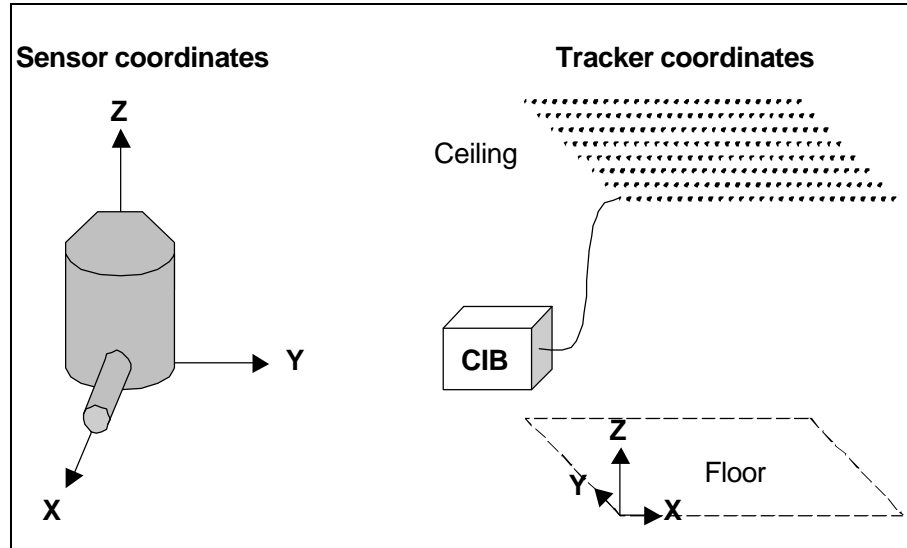 Sensor coordinates
Z
Y
X
Tracker coordinates
Ceiling
CIB
Z
Floor
Y
X